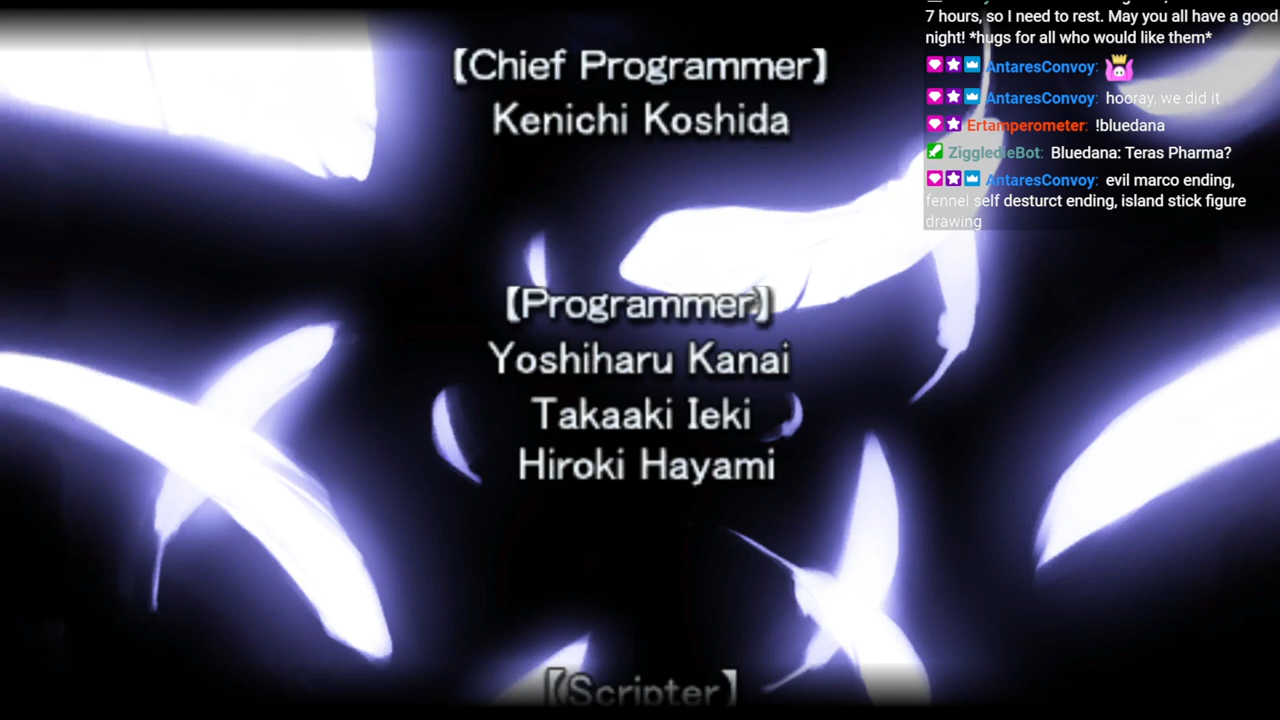 【Chief Programmer】
Kenichi Koshida
【Programmer】
Yoshiharu Kanai
Takaaki Ieki
Hiroki Hayami
【Scripter】
7 hours, so I need to rest. May you all have a good
night! *hugs for all who would like them*
AntaresConvoy:
AntaresConvoy: hooray, we did it
Ertamperometer: !bluedana
ZiggledieBot: Bluedana: Teras Pharma?
AntaresConvoy: evil marco ending,
fennel self desturct ending, island stick figure
drawing